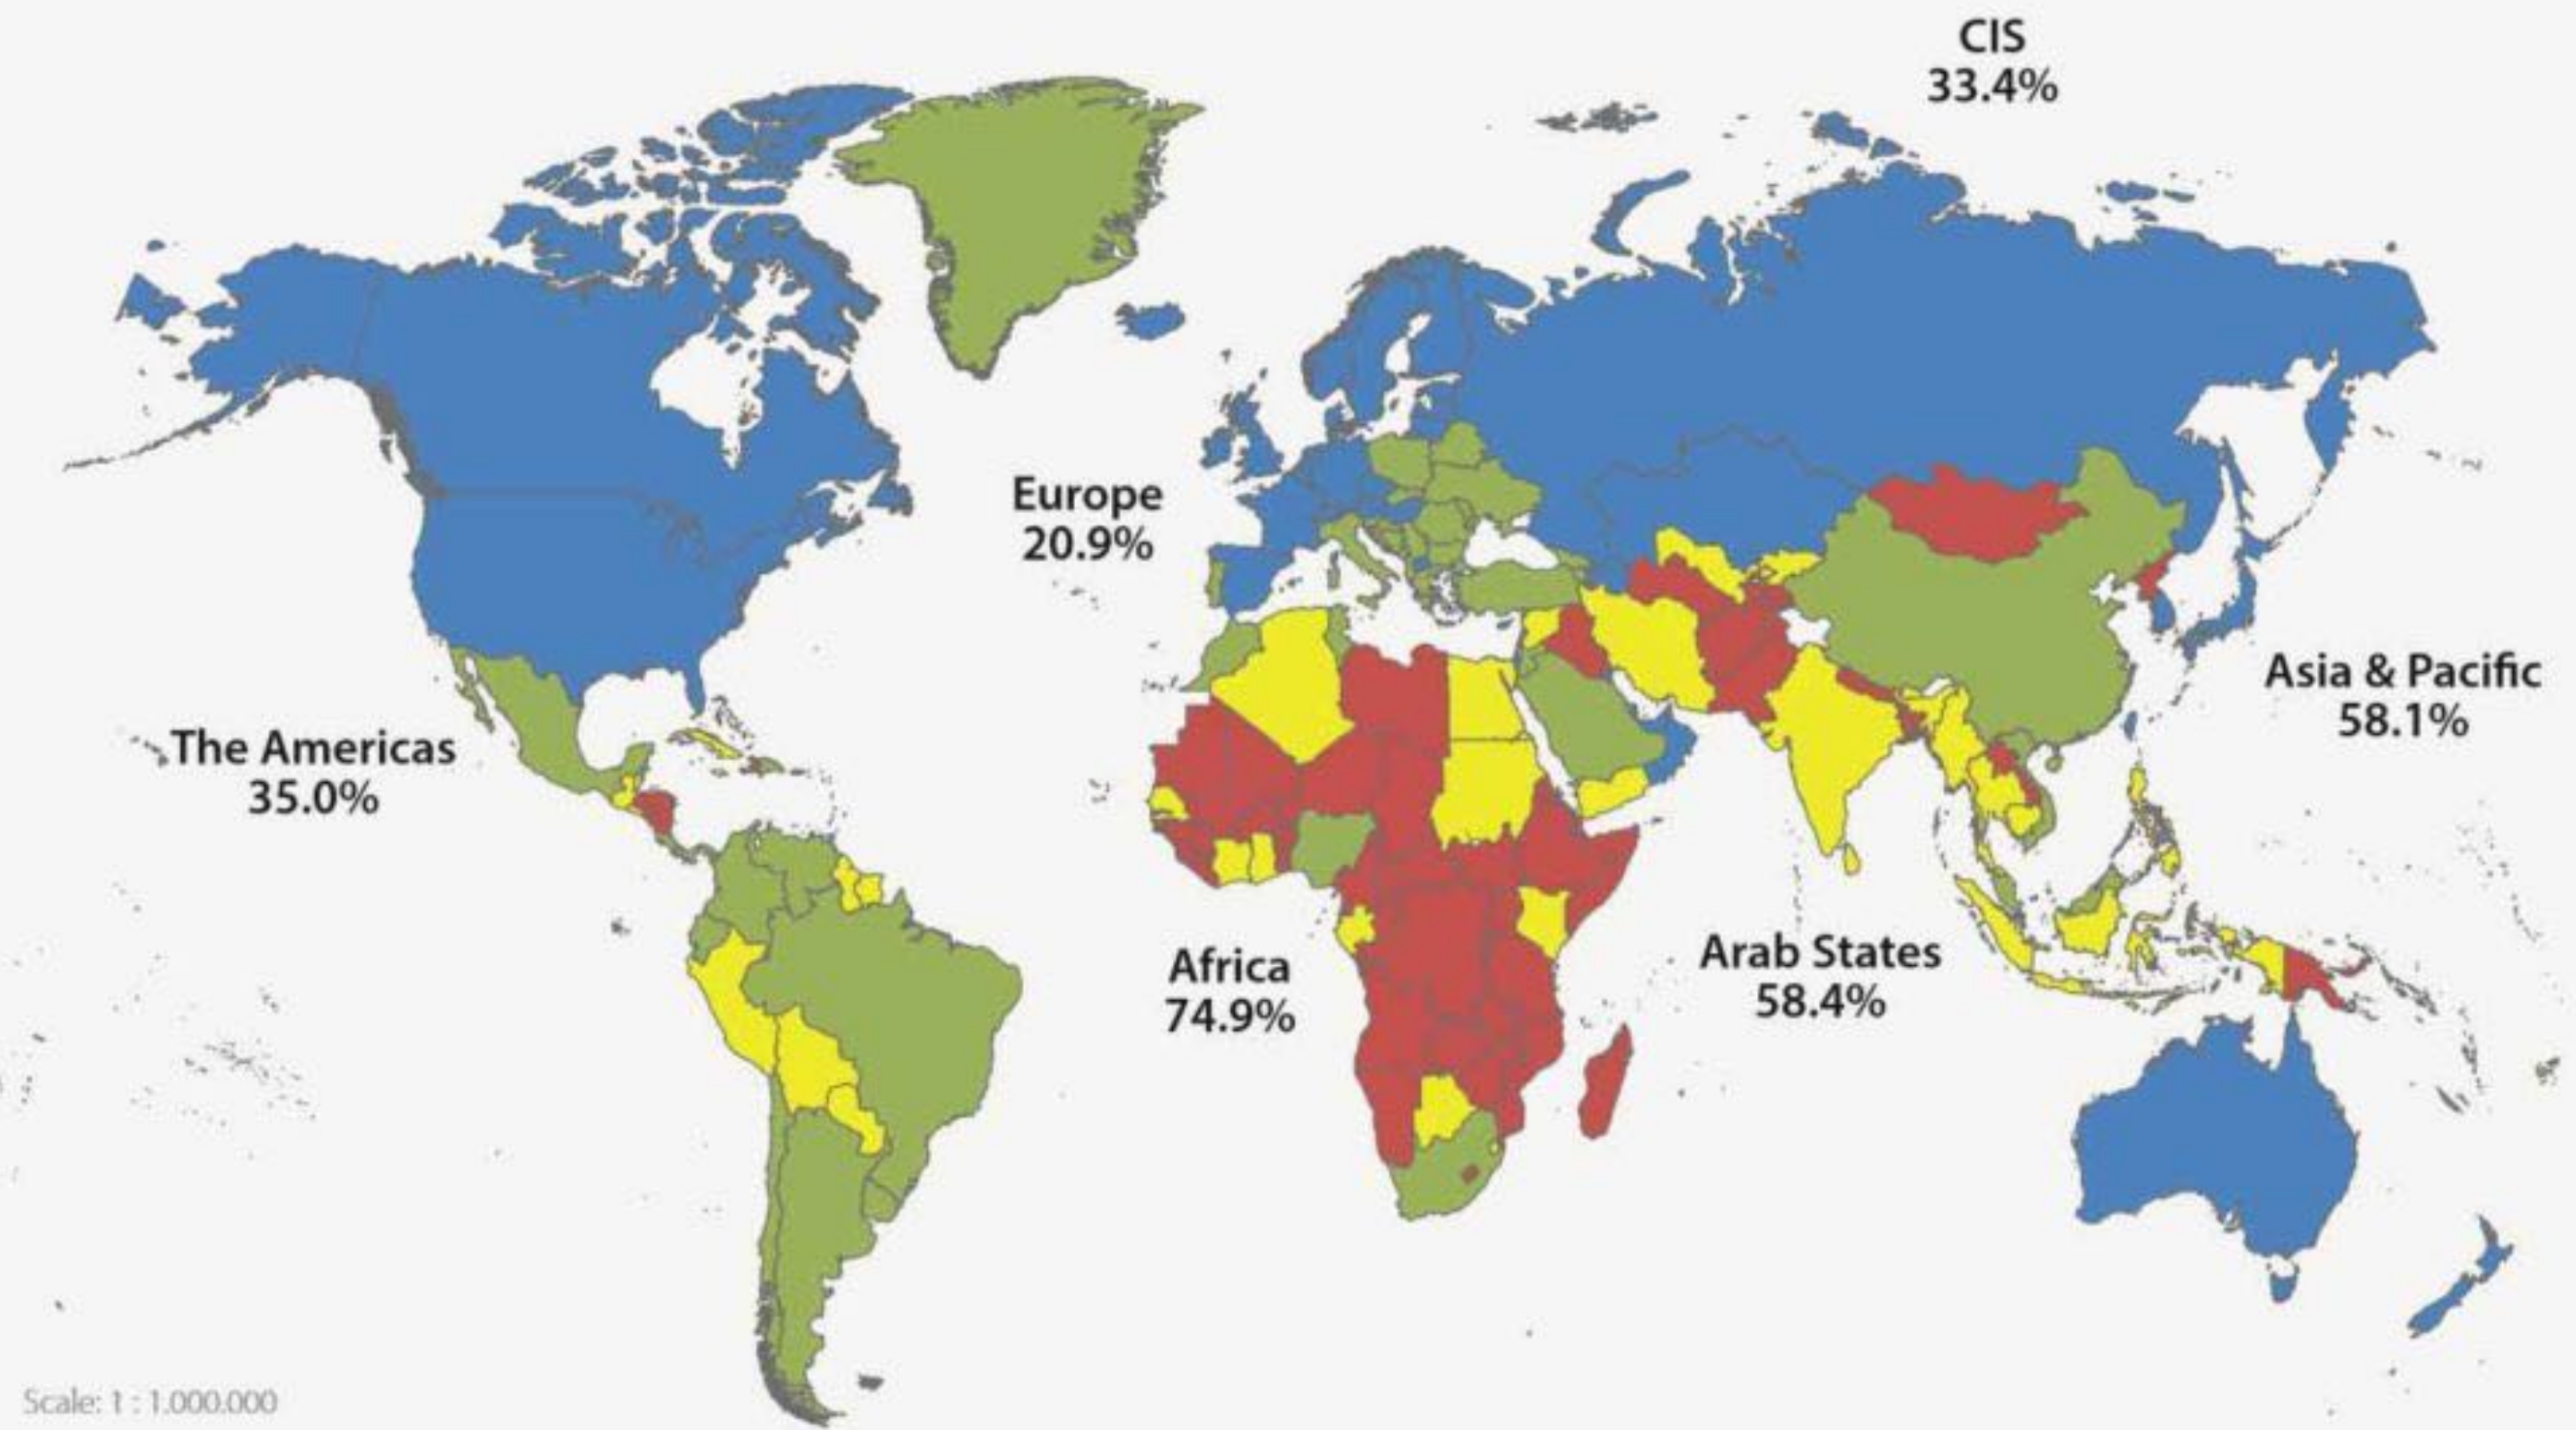 CIS
33.4%
Europe
20.9%
Asia & Pacific
58.1%
The Americas
35.0%
Africa
74.9%
Arab States
58.4%
Scale: 1 : 1.000.000